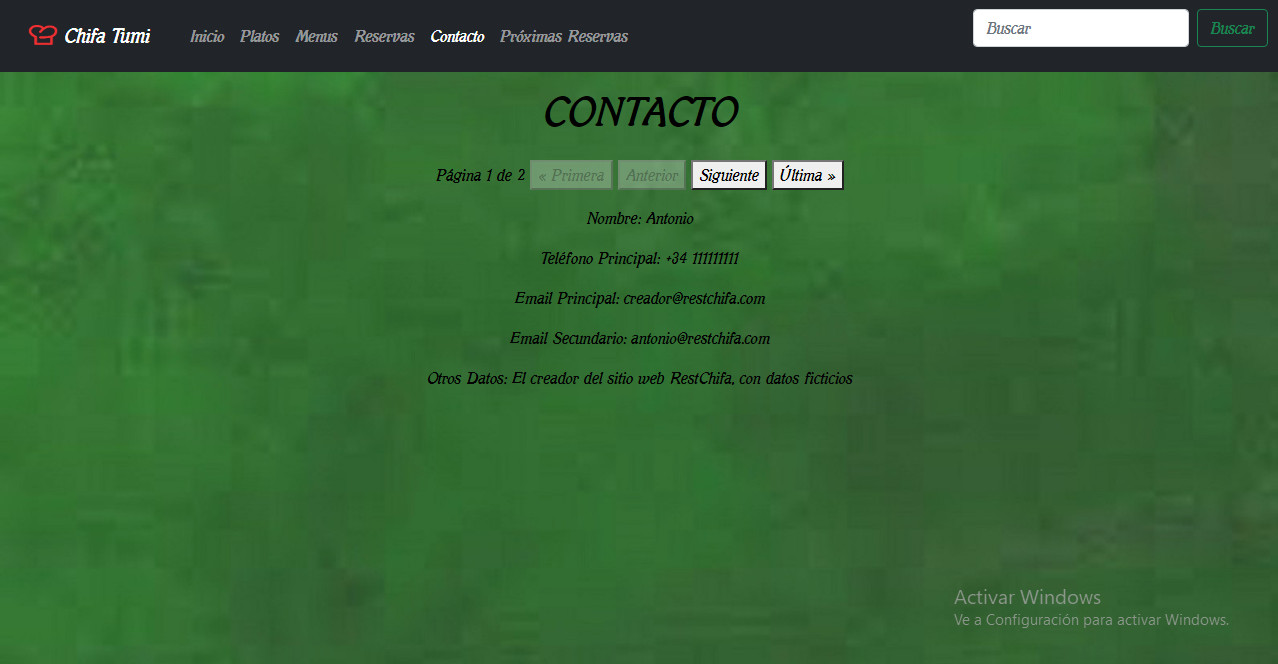 Chifa Tumi Inicio Platos Menus Reservas Contacto Próximas Reservas Buscar Buscar
CONTACTO
Página 1 de 2 « Primera Anterior Siguiente Última »
Nombre: Antonio
Teléfono Principal: +34 111111111
Email Principal: creador@restchifa.com
Email Secundario: antonio@restchifa.com
Otros Datos: El creador del sitio web RestChifa, con datos ficticios
Activar Windows
Ve a Configuración para activar Windows.